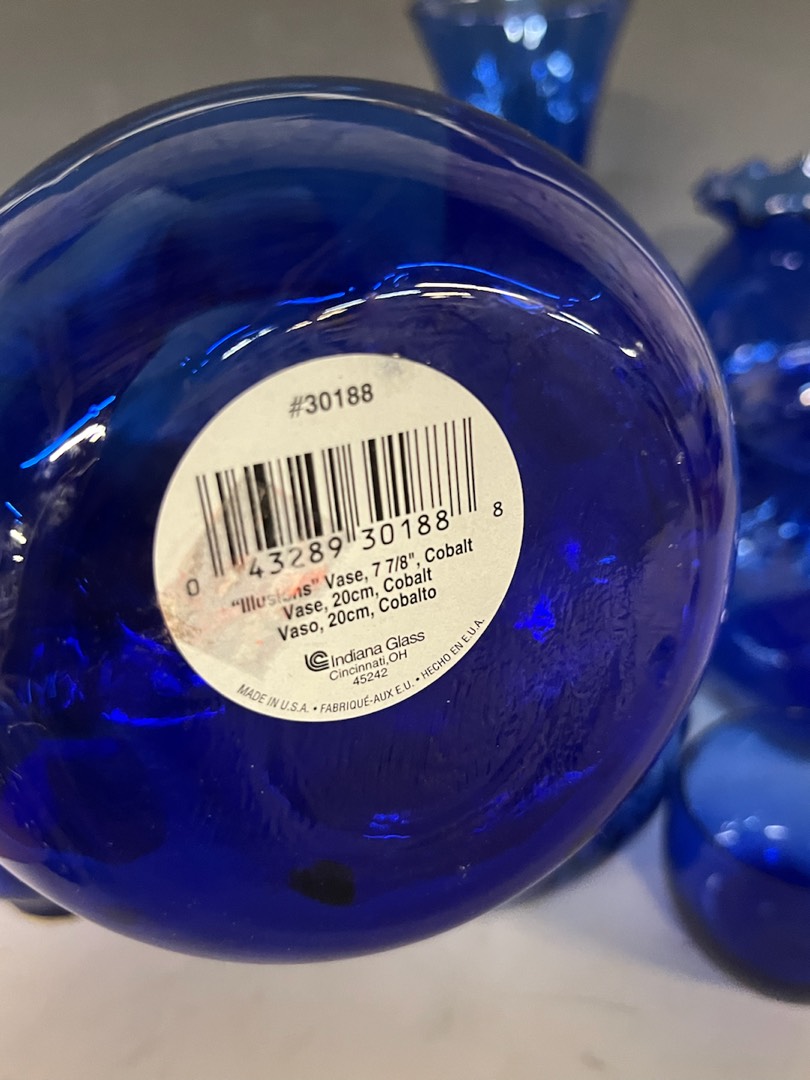 #30188
0 43289 30188 8
"Illusions" Vase, 7 7/8", Cobalt
Vase, 20cm, Cobalt
Vaso, 20cm, Cobalto
Indiana Glass
Cincinnati,OH
45242
MADE IN U.S.A. • FABRIQUÉ-AUX E.U. • HECHO EN E.U.A.